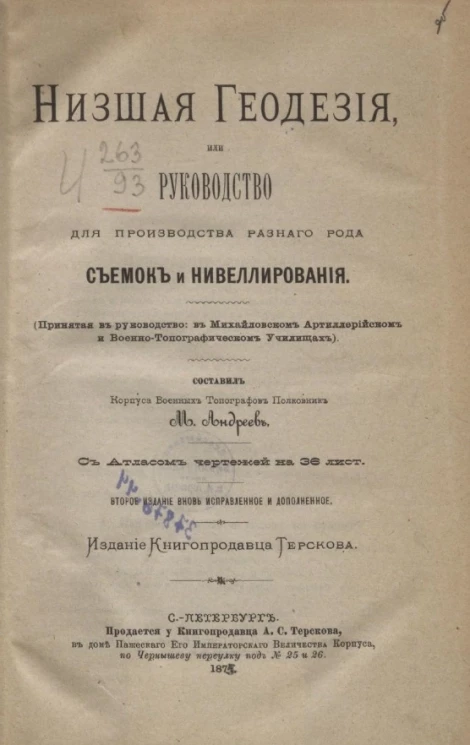 Низшая Геодезія,
или
РУКОВОДСТВО
263
Ч 93
ДЛЯ ПРОИЗВОДСТВА РАЗНАГО РОДА
СЪЕМОКЪ И НИВЕЛЛИРОВАНІЯ.
(Принятая въ руководство: въ Михайловскомъ Артиллерійскомъ
и Военно-Топографическомъ Училищахъ).
СОСТАВИЛЪ
Корпуса Военныхъ Топографовъ Полковникъ
М. Андреевъ.
Съ Атласомъ чертежей на 36 лист.
ВТОРОЕ ИЗДАНІЕ ВНОВЬ ИСПРАВЛЕННОЕ И ДОПОЛНЕННОЕ.
Изданіе Книгопродавца Терскова.
С.-ПЕТЕРБУРГЪ.
Продается у Книгопродавца А. С. Терскова,
въ домѣ Пажескаго Его Императорскаго Величества Корпуса,
по Чернышеву переулку подъ № 25 и 26.